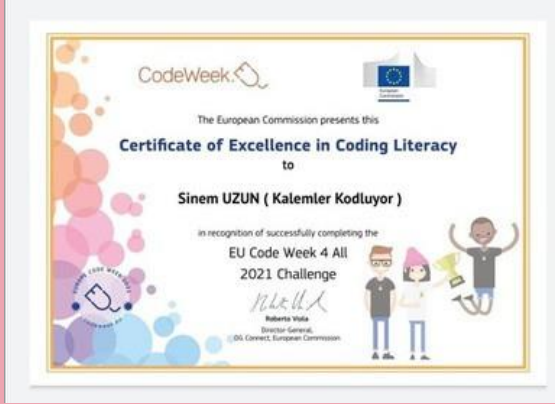 CodeWeek
European
Commission
The European Commission presents this
Certificate of Excellence in Coding Literacy
to
Sinem UZUN ( Kalemler Kodluyor )
in recognition of successfully completing the
EU Code Week 4 All
2021 Challenge
Roberto Viola
Director General,
DG Connect, European Commission